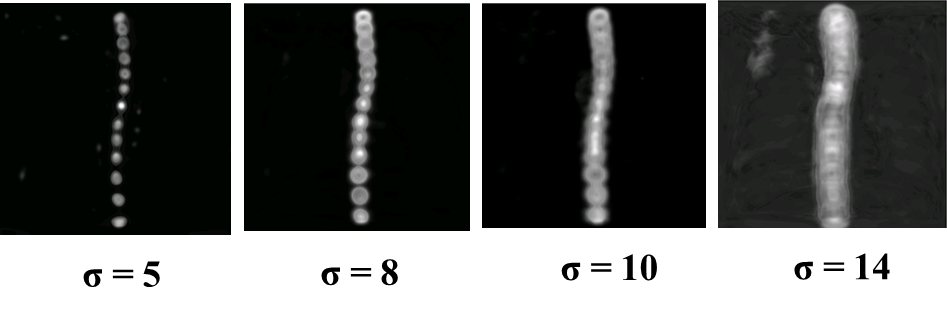 σ = 5
σ = 8
σ = 10
σ = 14